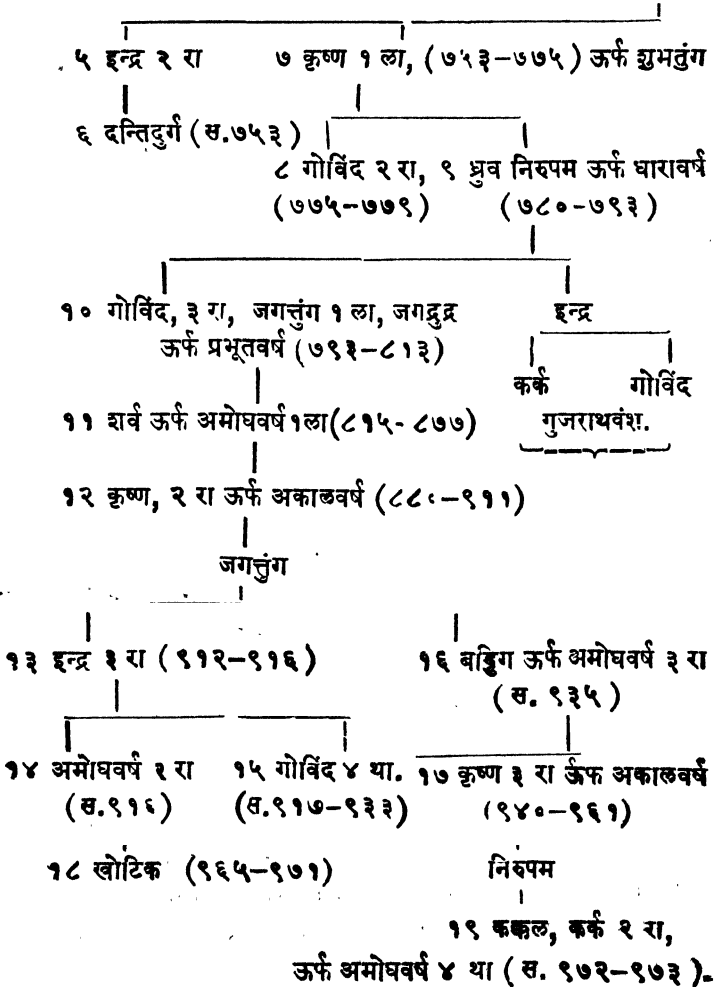 ५ इन्द्र २ रा ७ कृष्ण १ ला, (७५३-७७५) ऊर्फ शुभतुंग
६ दन्तिदुर्ग (स.७५३)
८ गोविंद २ रा, ९ ध्रुव निरुपम ऊर्फ धारावर्ष
(७७५-७७९) (७८०-७९३)
१० गोविंद, ३ रा, जगत्तुंग १ ला, जगद्रुद्र इन्द्र
ऊर्फ प्रभूतवर्ष (७९३-८१३)
कर्क गोविंद
११ शर्व ऊर्फ अमोघवर्ष १ला(८१५-८७७) गुजराथवंश.
१२ कृष्ण, २ रा ऊर्फ अकाळवर्ष (८८०-९११)
जगत्तुंग
१३ इन्द्र ३ रा (९१२-९१६) १६ बड्डिग ऊर्फ अमोघवर्ष ३ रा
(स. ९३५)
१४ अमोघवर्ष २ रा १५ गोविंद ४ था. १७ कृष्ण ३ रा ऊर्फ अकालवर्ष
(स.९१६) (स.९१७-९३३) (९४०-९६१)
१८ खोटिक (९६५-९७१) निरुपम
१९ कक्कल, कर्क २ रा,
ऊर्फ अमोघवर्ष ४ था (स. ९७२-९७३).